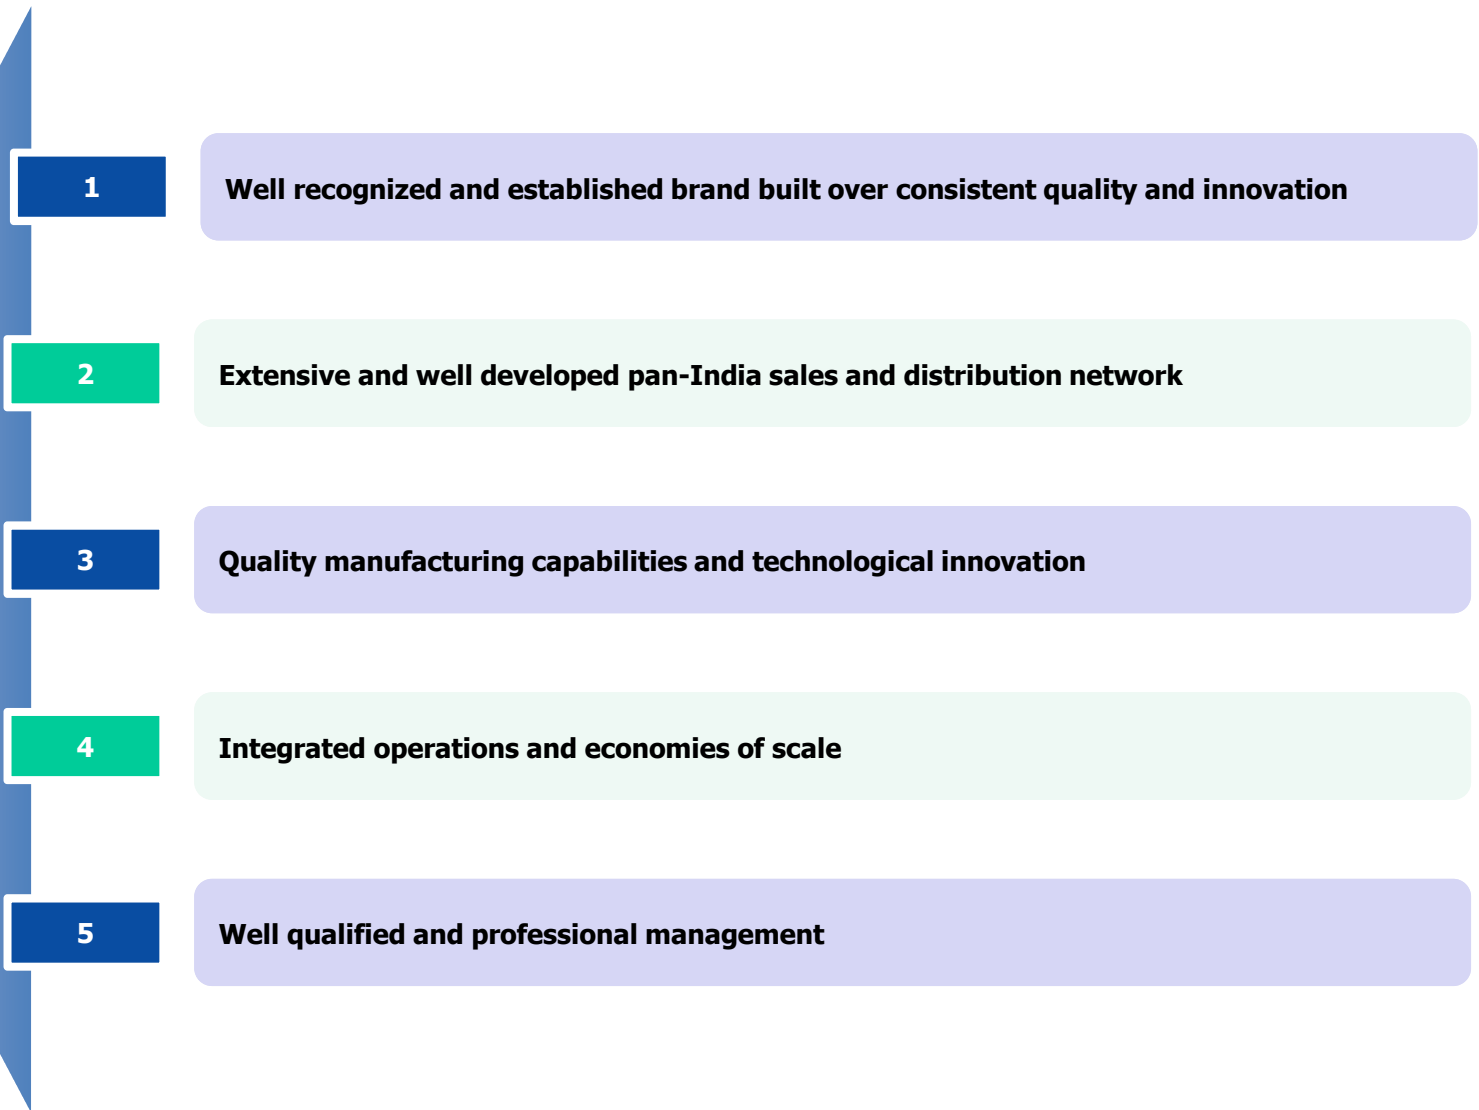 1
Well recognized and established brand built over consistent quality and innovation
2
Extensive and well developed pan-India sales and distribution network
3
Quality manufacturing capabilities and technological innovation
4
Integrated operations and economies of scale
5
Well qualified and professional management